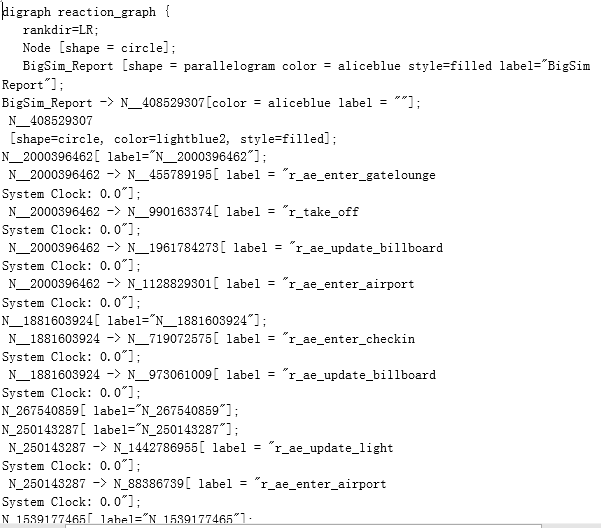 digraph reaction_graph {
rankdir=LR;
Node [shape = circle];
BigSim_Report [shape = parallelogram color = aliceblue style=filled label="BigSim
Report"];
BigSim_Report -> N__408529307[color = aliceblue label = ""];
N__408529307
[shape=circle, color=lightblue2, style=filled];
N__2000396462[ label="N__2000396462"];
N__2000396462 -> N__455789195[ label = "r_ae_enter_gatelounge
System Clock: 0.0"];
N__2000396462 -> N__990163374[ label = "r_take_off
System Clock: 0.0"];
N__2000396462 -> N__1961784273[ label = "r_ae_update_billboard
System Clock: 0.0"];
N__2000396462 -> N_1128829301[ label = "r_ae_enter_airport
System Clock: 0.0"];
N__1881603924[ label="N__1881603924"];
N__1881603924 -> N__719072575[ label = "r_ae_enter_checkin
System Clock: 0.0"];
N__1881603924 -> N__973061009[ label = "r_ae_update_billboard
System Clock: 0.0"];
N_267540859[ label="N_267540859"];
N_250143287[ label="N_250143287"];
N_250143287 -> N_1442786955[ label = "r_ae_update_light
System Clock: 0.0"];
N_250143287 -> N_88386739[ label = "r_ae_enter_airport
System Clock: 0.0"];
N_1539177465[ label="N_1539177465"];